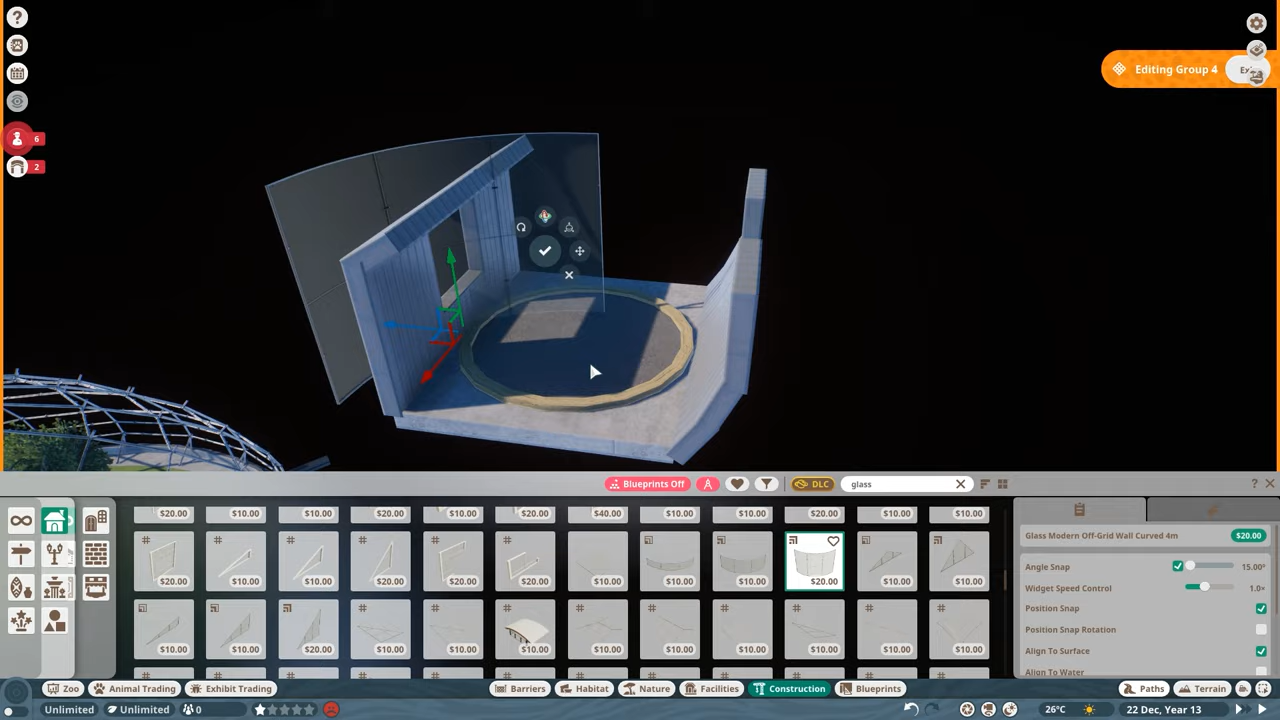 ?
Editing Group 4
6
2
Blueprints Off
DLC
glass
?
$20.00 $10.00 $10.00 $20.00 $10.00 $20.00 $40.00 $10.00 $10.00 $20.00 $10.00 $10.00
Glass Modern Off-Grid Wall Curved 4m $20.00
$20.00 $10.00 $10.00 $20.00 $20.00 $10.00 $10.00 $10.00 $10.00 $20.00 $10.00 $10.00
Angle Snap 15.00°
Widget Speed Control 1.0×
Position Snap
Position Snap Rotation
Align To Surface
Align To Water
$10.00 $10.00 $20.00 $10.00 $10.00 $10.00 $10.00 $10.00 $10.00 $10.00 $10.00 $10.00
Zoo Animal Trading Exhibit Trading Barriers Habitat Nature Facilities Construction Blueprints Paths Terrain
Unlimited Unlimited 0 26°C 22 Dec, Year 13